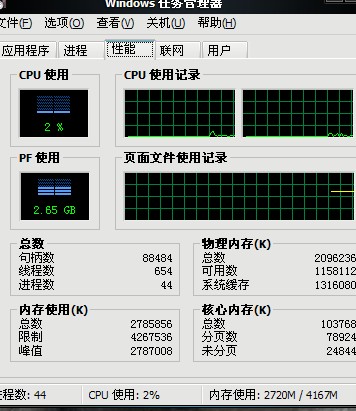 Windows 任务管理器
文件(F) 选项(O) 查看(V) 关机(U) 帮助(H)
应用程序 进程 性能 联网 用户
CPU 使用 CPU 使用记录
2 %
PF 使用 页面文件使用记录
2.65 GB
总数 物理内存(K)
句柄数 88484 总数 2096236
线程数 654 可用数 1158112
进程数 44 系统缓存 1316080
内存使用(K) 核心内存(K)
总数 2785856 总数 103768
限制 4267536 分页数 78924
峰值 2787008 未分页 24844
进程数: 44 CPU 使用: 2% 内存使用: 2720M / 4167M